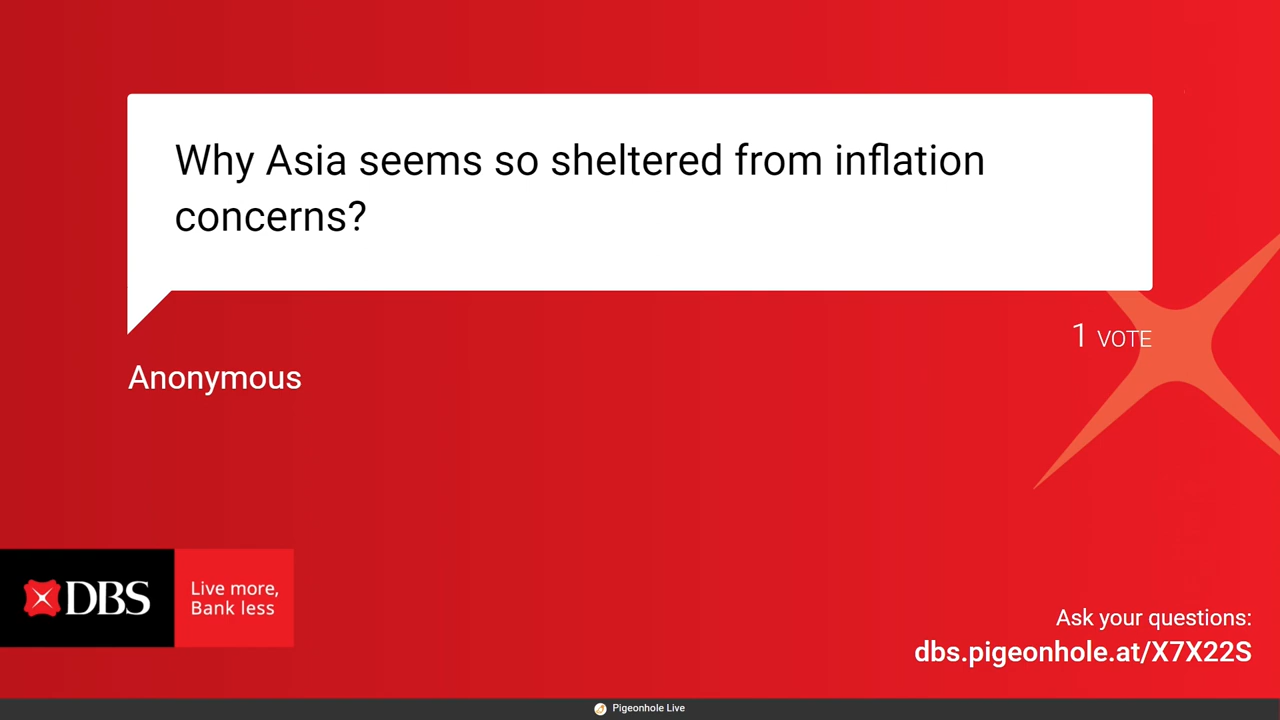 Why Asia seems so sheltered from inflation
concerns?
1 VOTE
Anonymous
DBS
Live more,
Bank less
Ask your questions:
dbs.pigeonhole.at/X7X22S
Pigeonhole Live